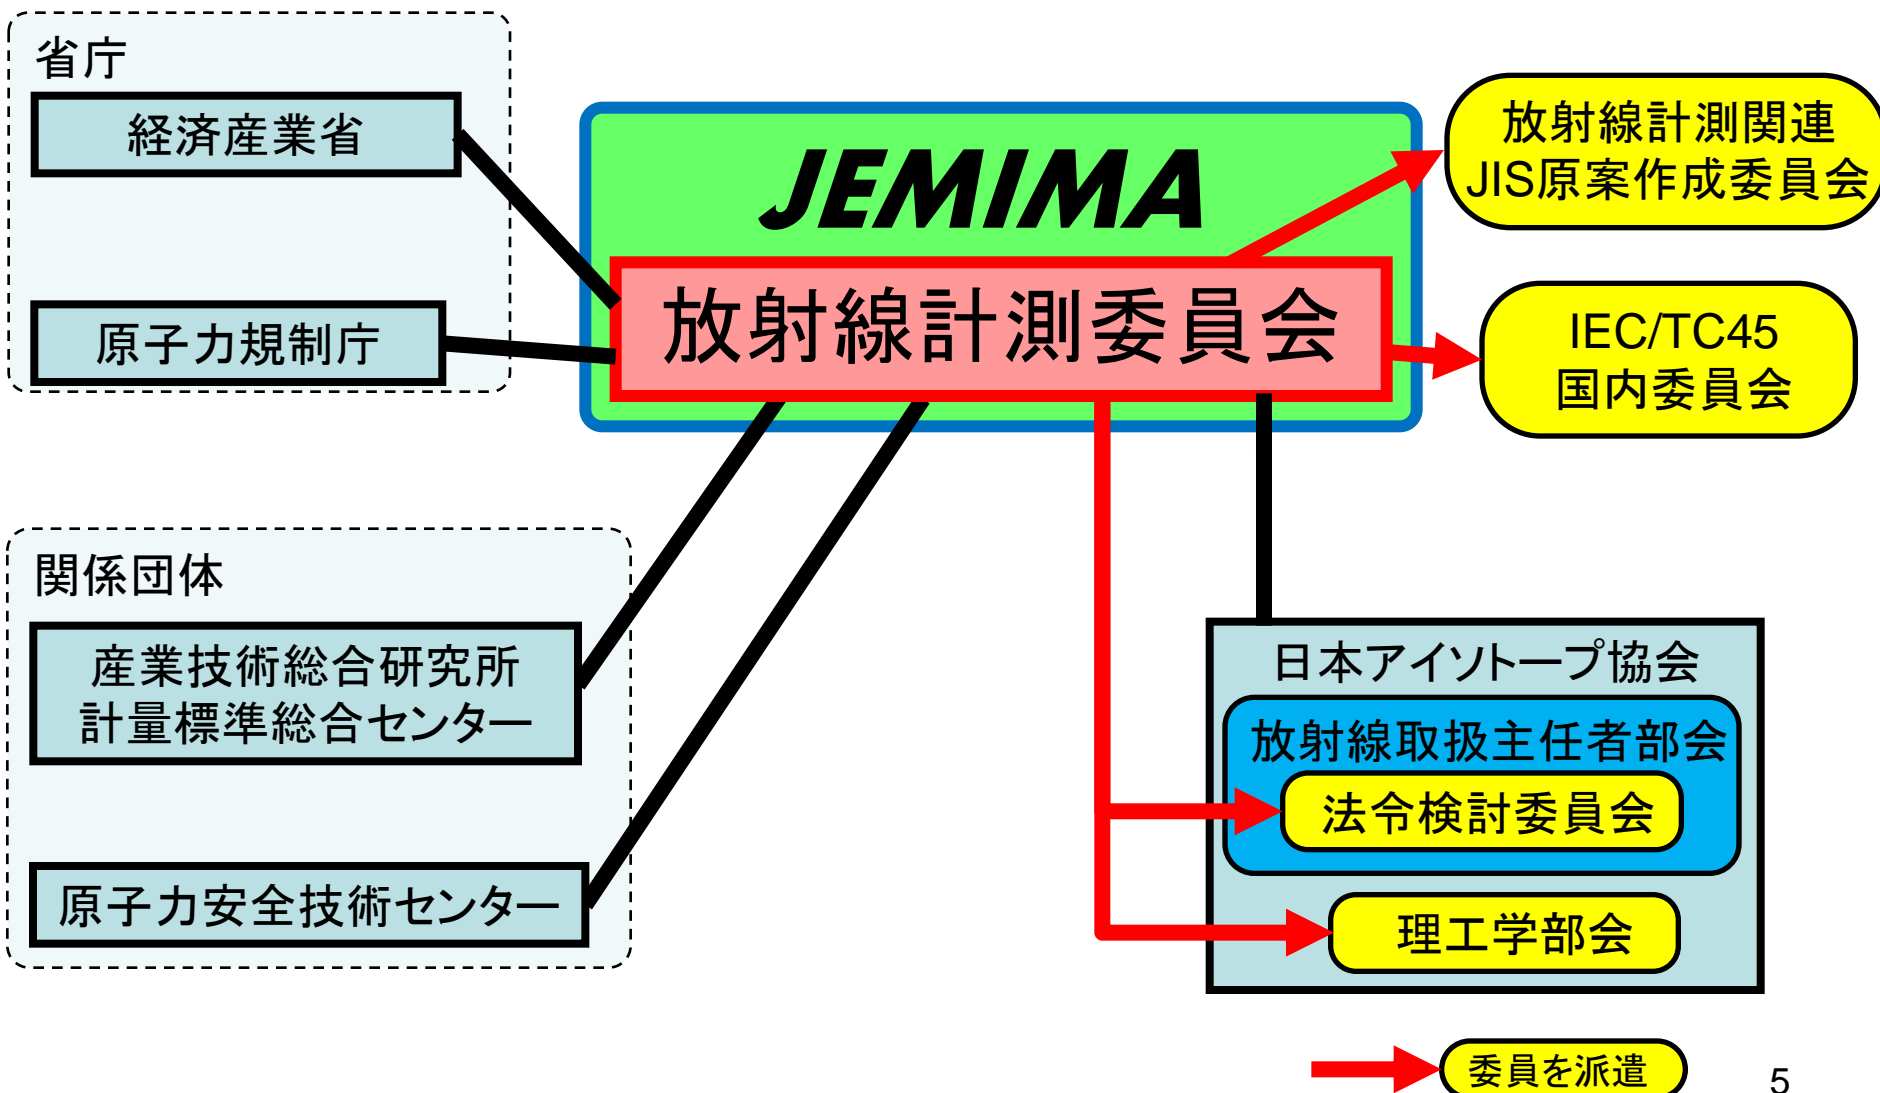 省庁
経済産業省
原子力規制庁
JEMIMA
放射線計測委員会
放射線計測関連
JIS原案作成委員会
IEC/TC45
国内委員会
関係団体
産業技術総合研究所
計量標準総合センター
原子力安全技術センター
日本アイソトープ協会
放射線取扱主任者部会
法令検討委員会
理工学部会
委員を派遣
5